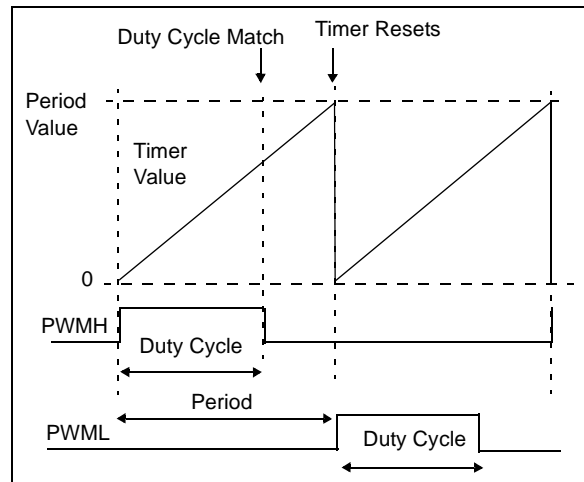 Duty Cycle Match
Timer Resets
Period
Value
Timer
Value
0
PWMH
Duty Cycle
Period
PWML
Duty Cycle